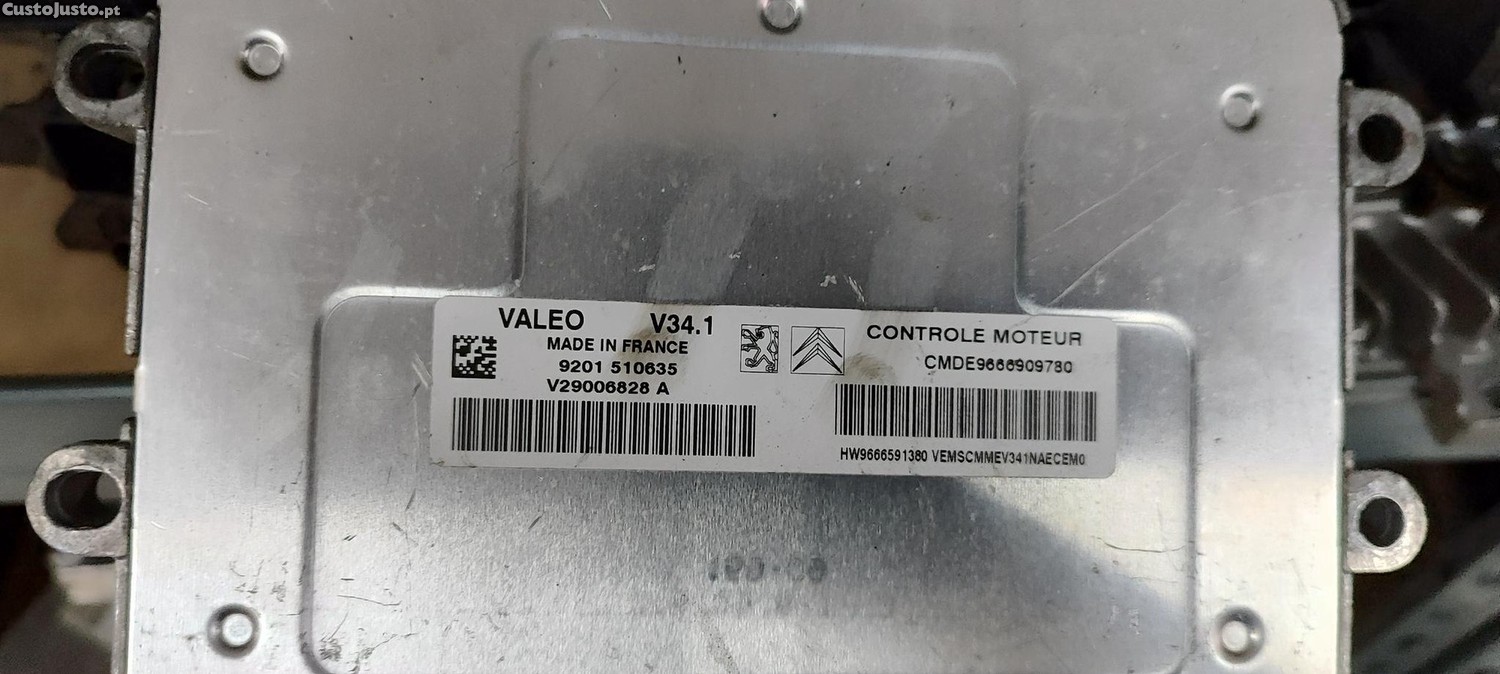 CustoJusto.pt
VALEO V34.1
MADE IN FRANCE
9201 510635
V29006828 A
CONTROLE MOTEUR
CMDE9666909780
HW9666591380 VEMSCMMEV341NAECEM0